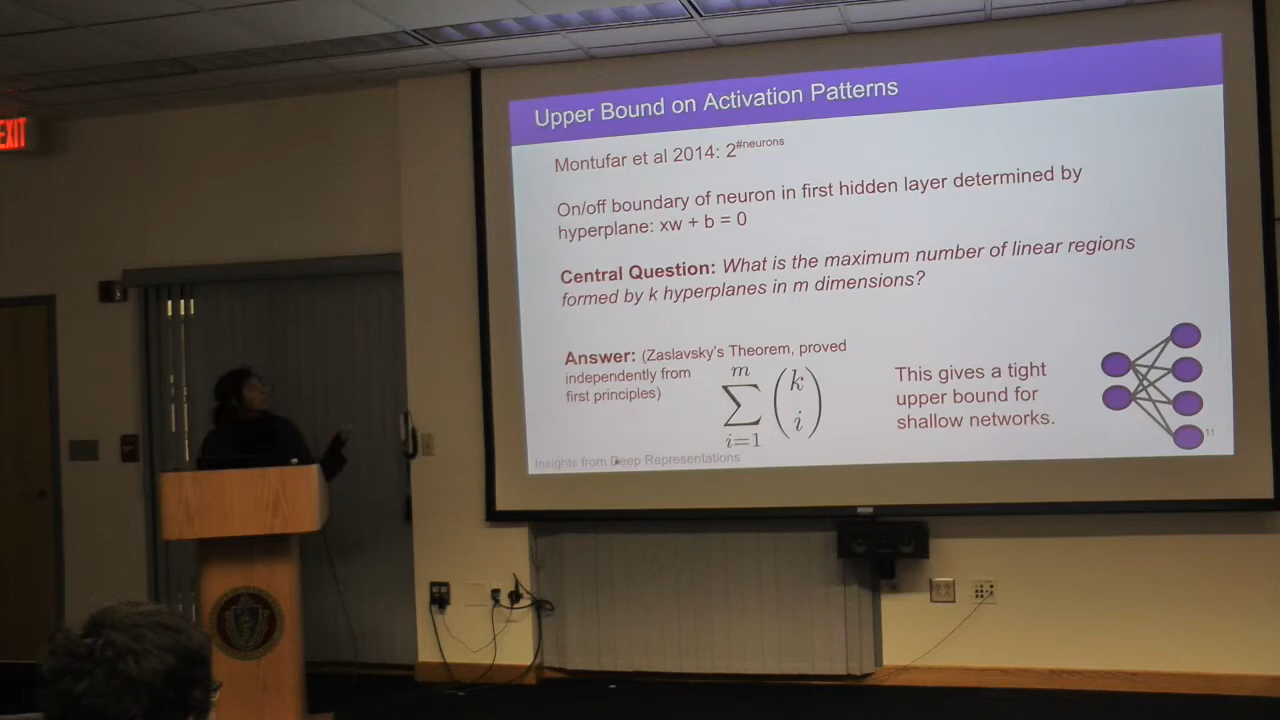 EXIT
Upper Bound on Activation Patterns
Montufar et al 2014: 2^#neurons
On/off boundary of neuron in first hidden layer determined by
hyperplane: xw + b = 0
Central Question: What is the maximum number of linear regions
formed by k hyperplanes in m dimensions?
Answer: (Zaslavsky's Theorem, proved
independently from
first principles)
m
∑ (k
i)
i=1
This gives a tight
upper bound for
shallow networks.
11
Insights from Deep Representations